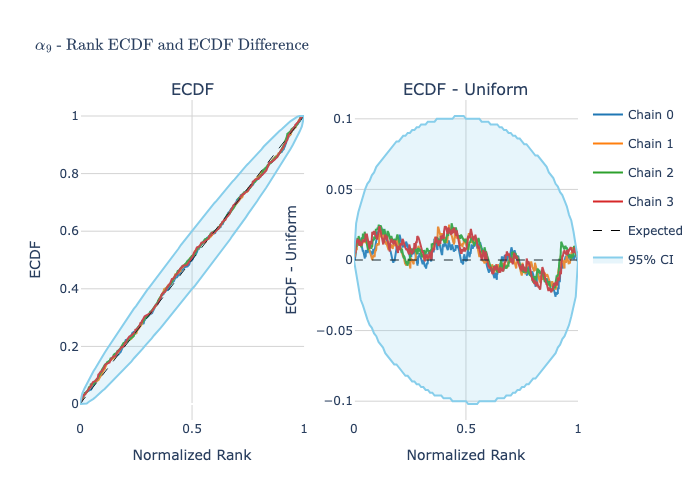 α₉ - Rank ECDF and ECDF Difference
ECDF
ECDF - Uniform
1
0.8
0.6
0.4
0.2
0
ECDF
0
0.5
1
Normalized Rank
0.1
0.05
0
−0.05
−0.1
ECDF - Uniform
0
0.5
1
Normalized Rank
Chain 0
Chain 1
Chain 2
Chain 3
Expected
95% CI